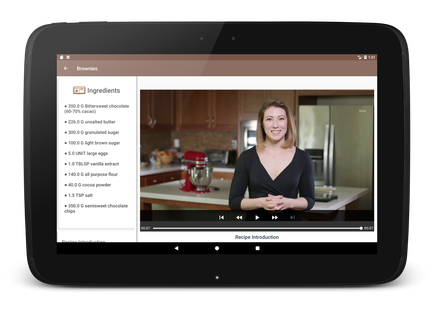 1:01
Brownies
Ingredients
● 350.0 G Bittersweet chocolate
(60-70% cacao)
● 226.0 G unsalted butter
● 300.0 G granulated sugar
● 100.0 G light brown sugar
● 5.0 UNIT large eggs
● 1.0 TBLSP vanilla extract
● 140.0 G all purpose flour
● 40.0 G cocoa powder
● 1.5 TSP salt
● 350.0 G semisweet chocolate
chips
Recipe Introduction
00:07
00:07
Recipe Introduction